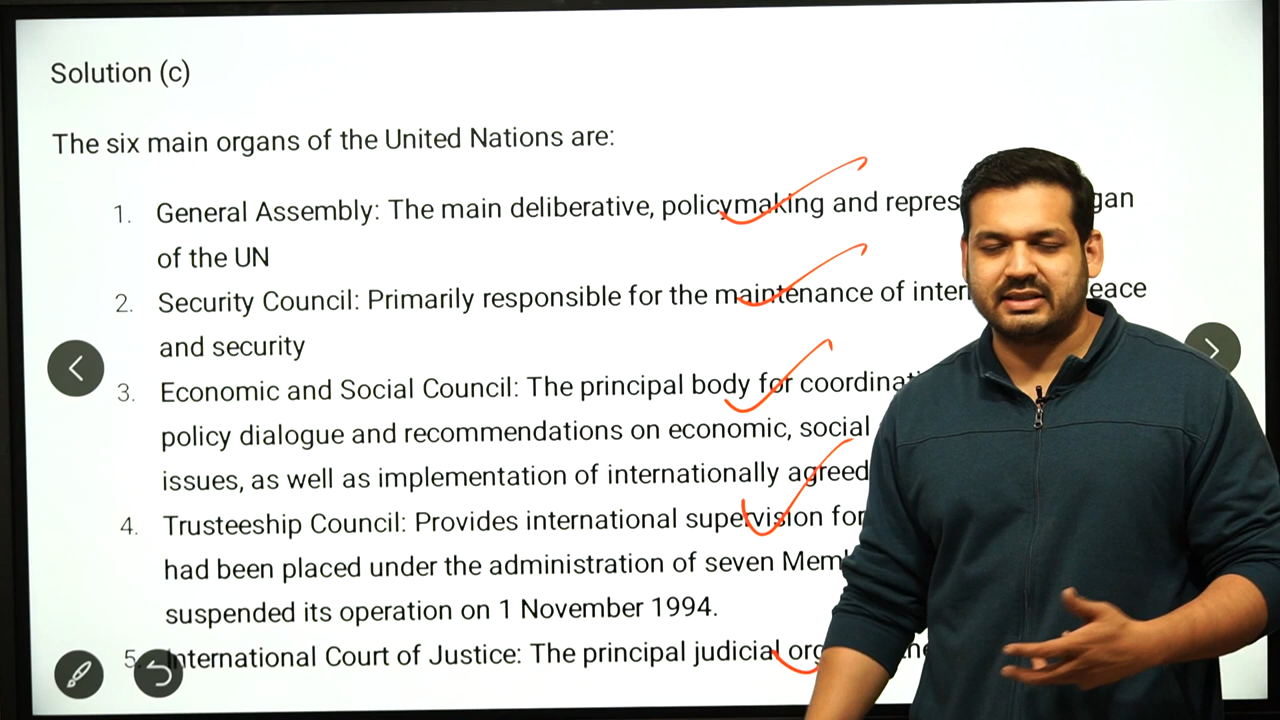 Solution (c)
The six main organs of the United Nations are:
1. General Assembly: The main deliberative, policymaking and repres gan
of the UN
2. Security Council: Primarily responsible for the maintenance of inter eace
and security
3. Economic and Social Council: The principal body for coordinati
policy dialogue and recommendations on economic, social
issues, as well as implementation of internationally agreed
4. Trusteeship Council: Provides international supervision for
had been placed under the administration of seven Mem
suspended its operation on 1 November 1994.
5. International Court of Justice: The principal judicial org